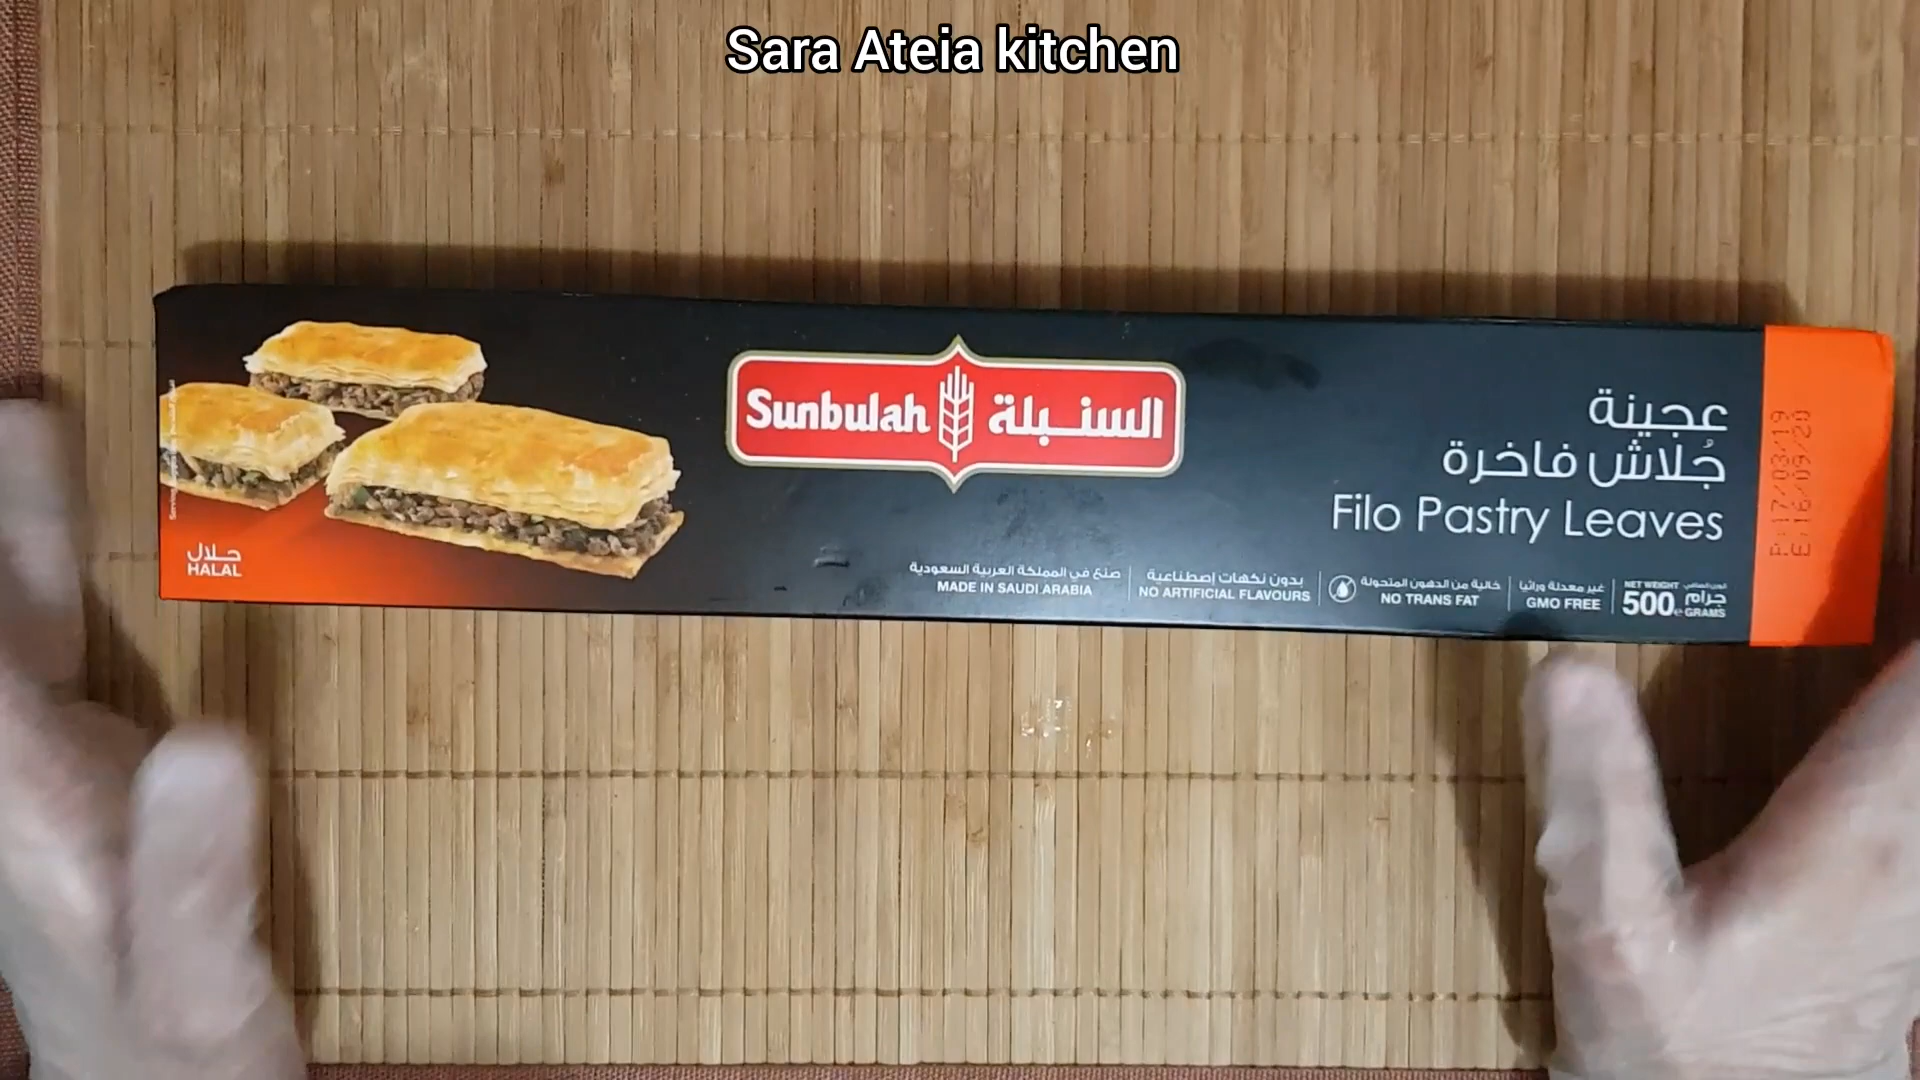 Sara Ateia kitchen
Sunbulah السنبلة
عجينة
جُلاش فاخرة
Filo Pastry Leaves
P: 17/03/19
E: 16/09/20
حلال
HALAL
صنع في المملكة العربية السعودية
MADE IN SAUDI ARABIA
بدون نكهات إصطناعية
NO ARTIFICIAL FLAVOURS
خالية من الدهون المتحولة
NO TRANS FAT
غير معدلة وراثيا
GMO FREE
NET WEIGHT الوزن الصافي
500 e جرام
GRAMS